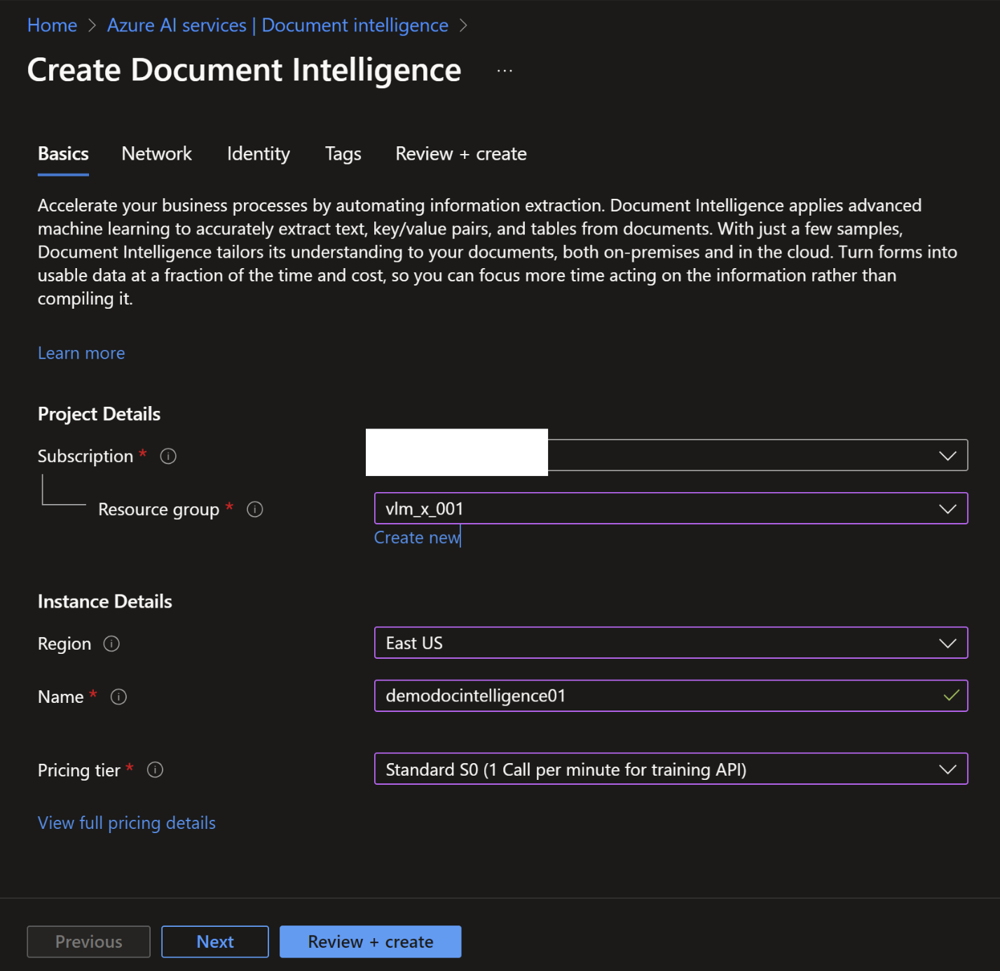 Home > Azure AI services | Document intelligence >
Create Document Intelligence ...
Basics Network Identity Tags Review + create
Accelerate your business processes by automating information extraction. Document Intelligence applies advanced
machine learning to accurately extract text, key/value pairs, and tables from documents. With just a few samples,
Document Intelligence tailors its understanding to your documents, both on-premises and in the cloud. Turn forms into
usable data at a fraction of the time and cost, so you can focus more time acting on the information rather than
compiling it.
Learn more
Project Details
Subscription *
Resource group * vlm_x_001
Create new
Instance Details
Region East US
Name * demodocintelligence01
Pricing tier * Standard S0 (1 Call per minute for training API)
View full pricing details
Previous Next Review + create